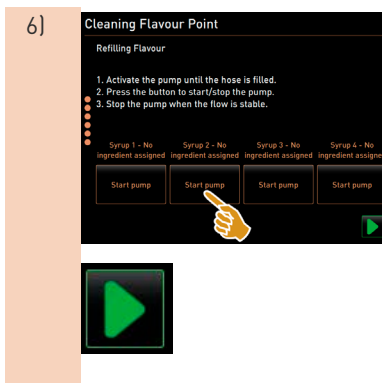 6)
Cleaning Flavour Point
Refilling Flavour
1. Activate the pump until the hose is filled.
2. Press the button to start/stop the pump.
3. Stop the pump when the flow is stable.
Syrup 1 - No
ingredient assigned
Syrup 2 - No
ingredient assigned
Syrup 3 - No
ingredient assigned
Syrup 4 - No
ingredient assigne
Start pump
Start pump
Start pump
Start pump